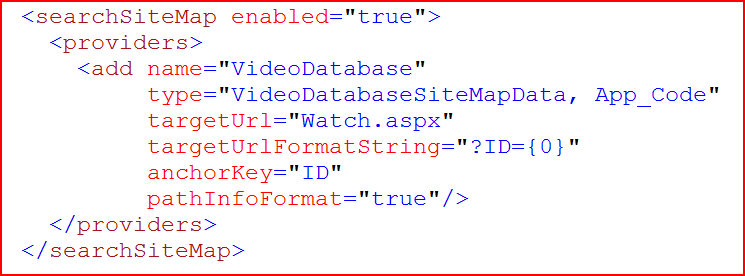 <searchSiteMap enabled="true">
<providers>
<add name="VideoDatabase"
type="VideoDatabaseSiteMapData, App_Code"
targetUrl="Watch.aspx"
targetUrlFormatString="?ID={0}"
anchorKey="ID"
pathInfoFormat="true"/>
</providers>
</searchSiteMap>